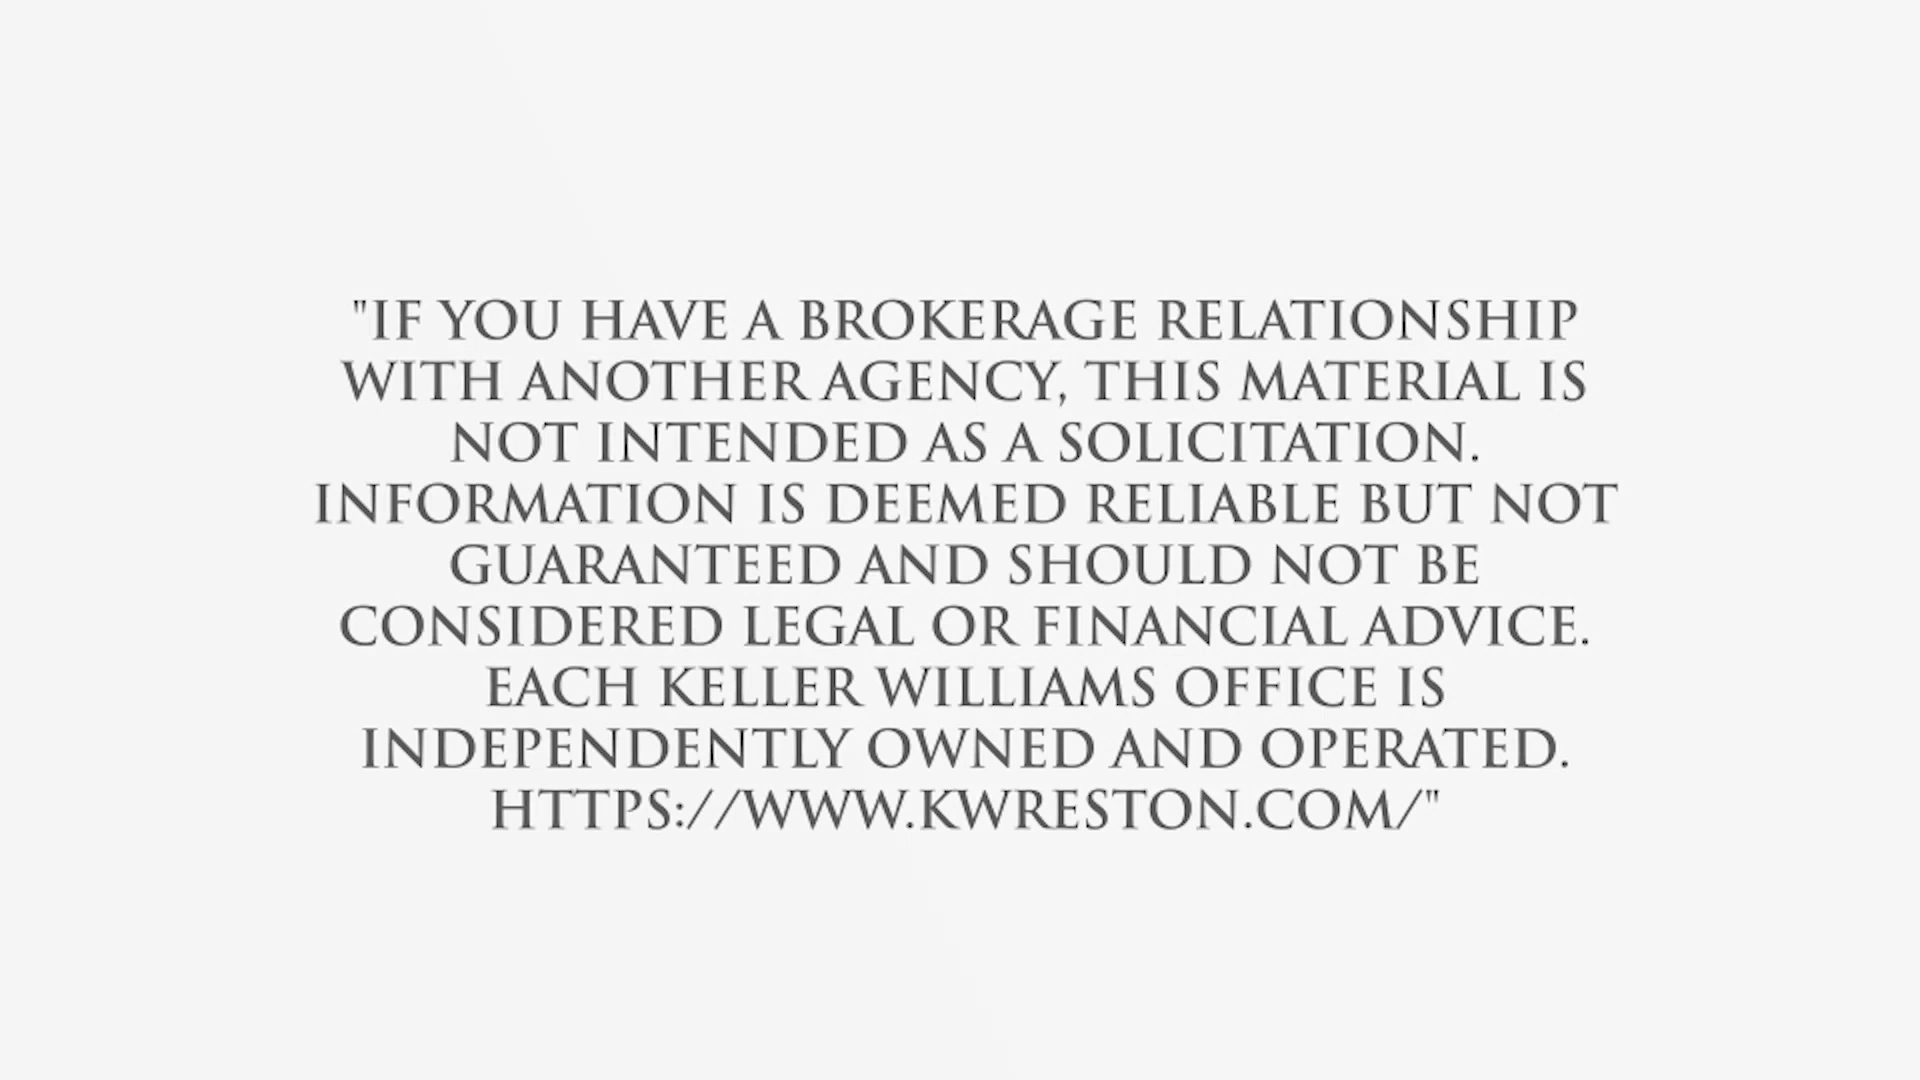 "IF YOU HAVE A BROKERAGE RELATIONSHIP
WITH ANOTHER AGENCY, THIS MATERIAL IS
NOT INTENDED AS A SOLICITATION.
INFORMATION IS DEEMED RELIABLE BUT NOT
GUARANTEED AND SHOULD NOT BE
CONSIDERED LEGAL OR FINANCIAL ADVICE.
EACH KELLER WILLIAMS OFFICE IS
INDEPENDENTLY OWNED AND OPERATED.
HTTPS://WWW.KWRESTON.COM/"